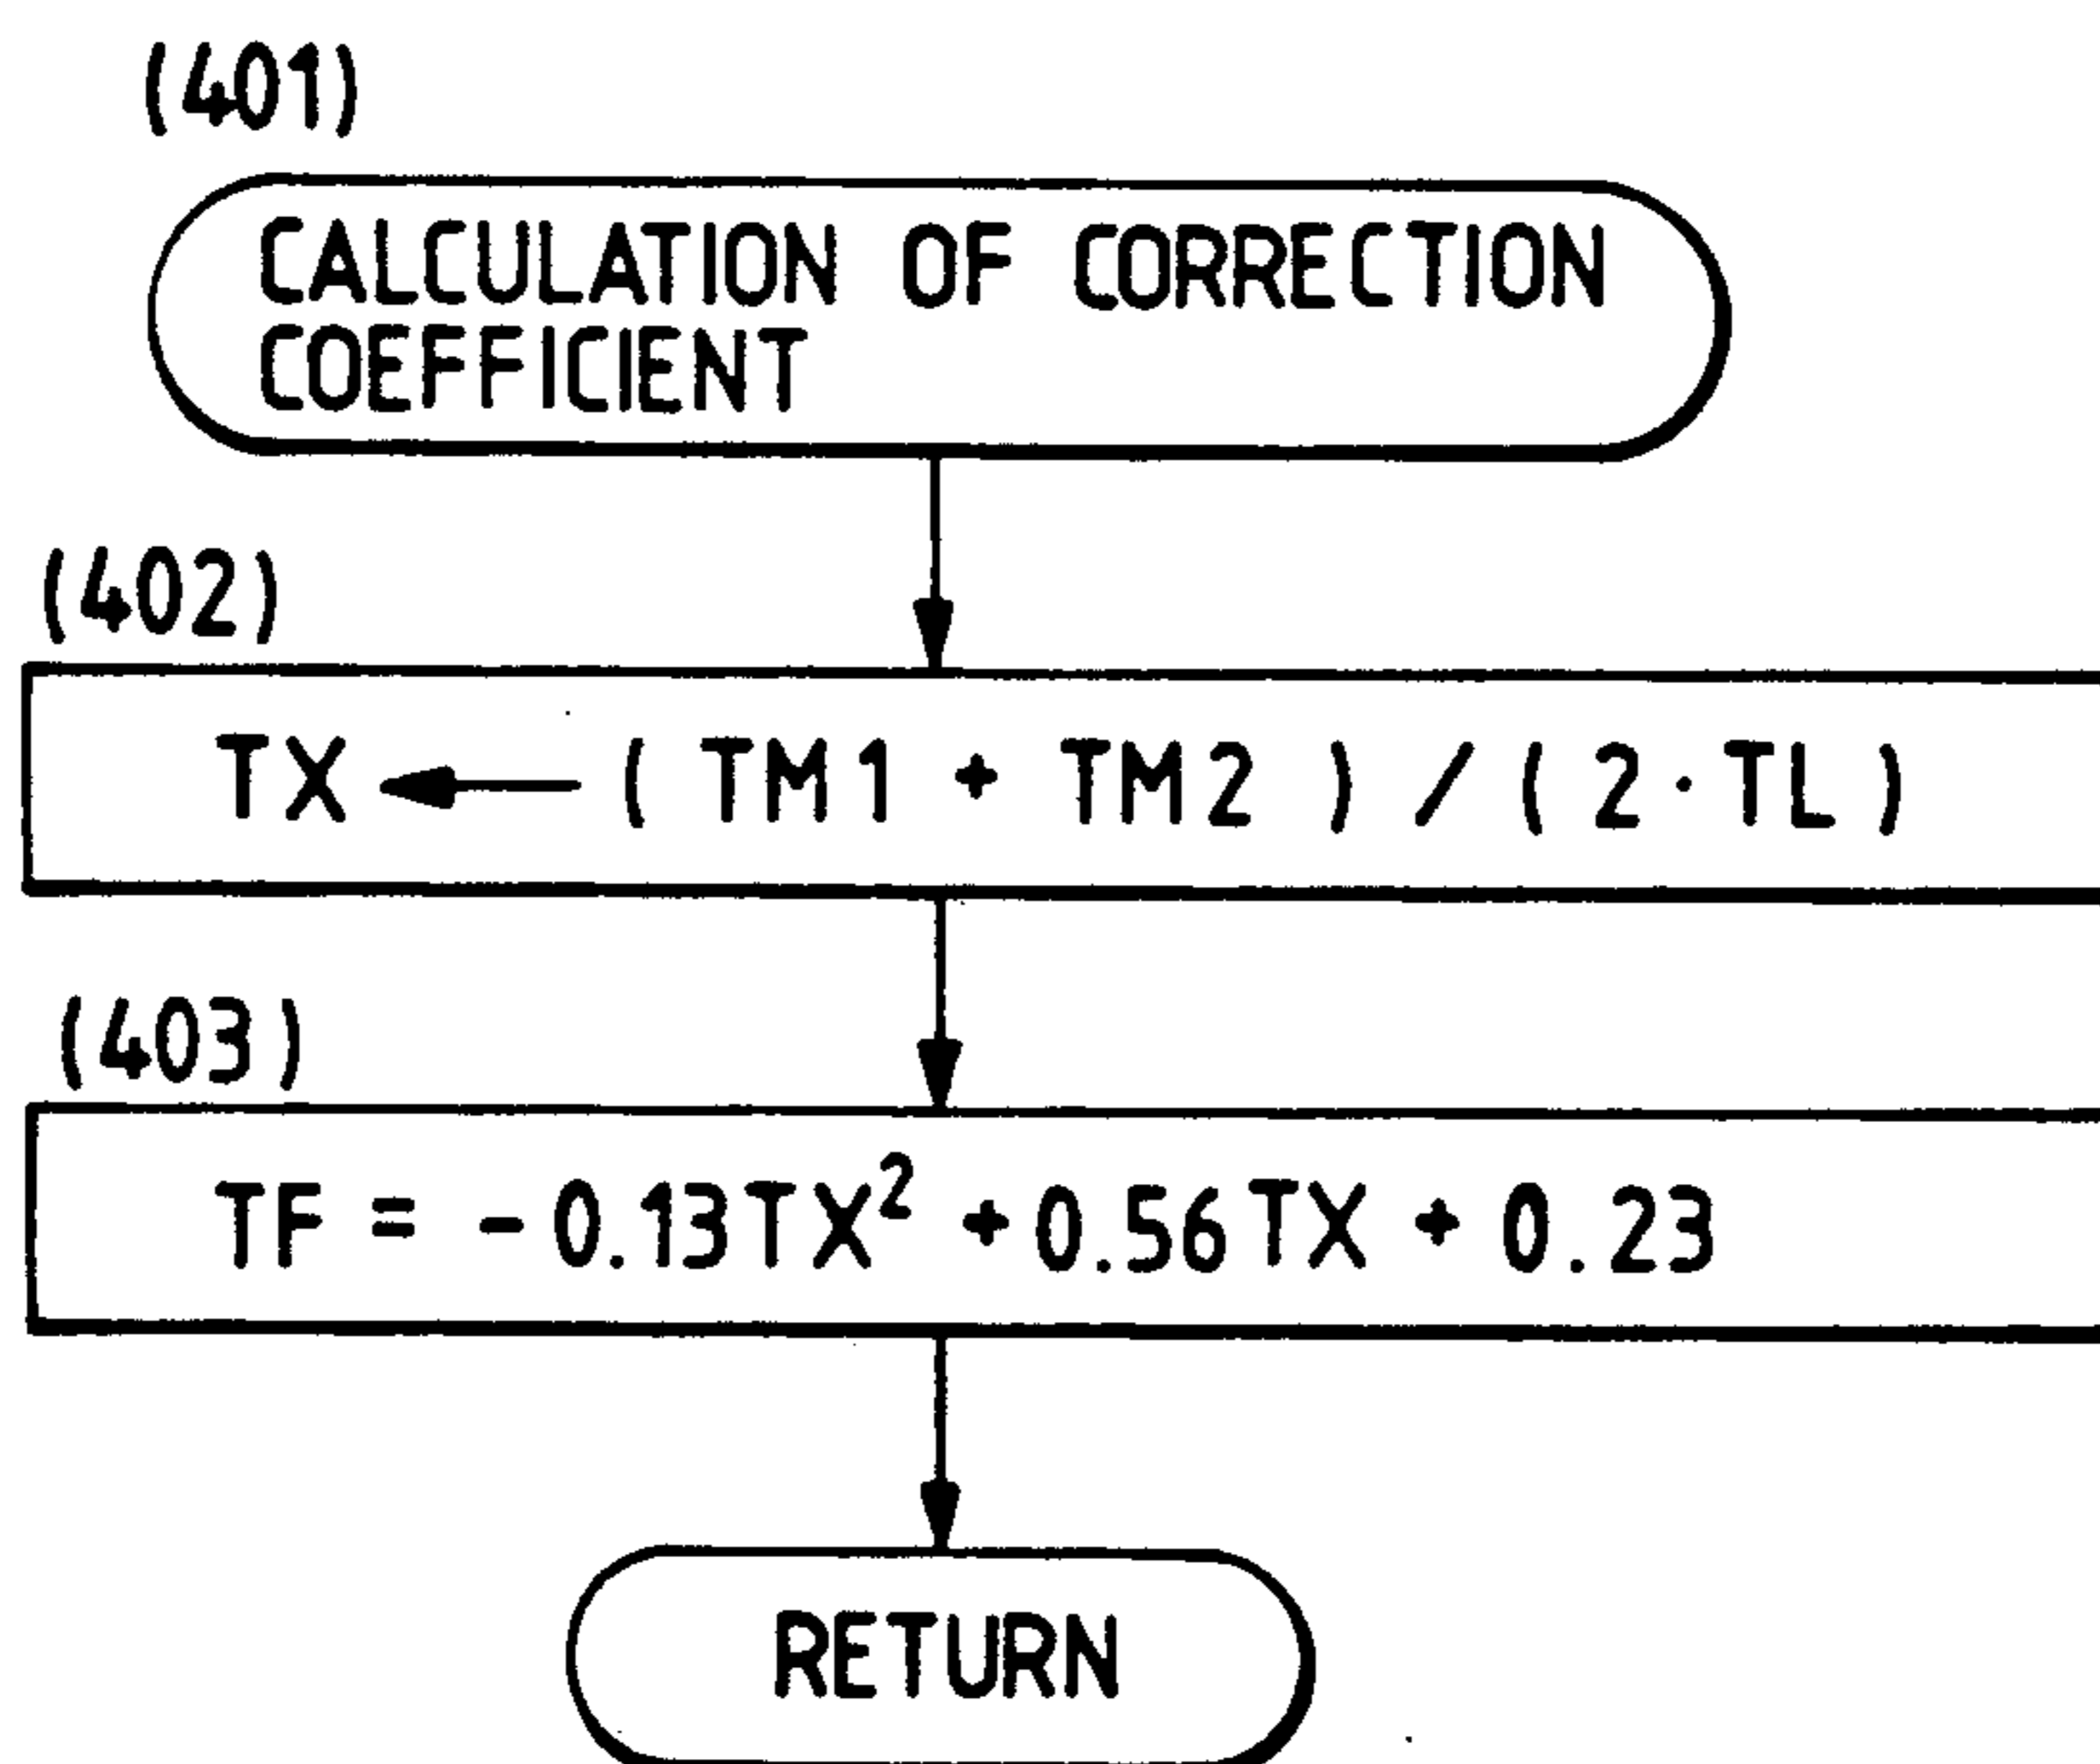 (401)
CALCULATION OF CORRECTION
COEFFICIENT
(402)
TX ← ( TM1 + TM2 ) / ( 2·TL )
(403)
TF = - 0.13TX² + 0.56TX + 0.23
RETURN